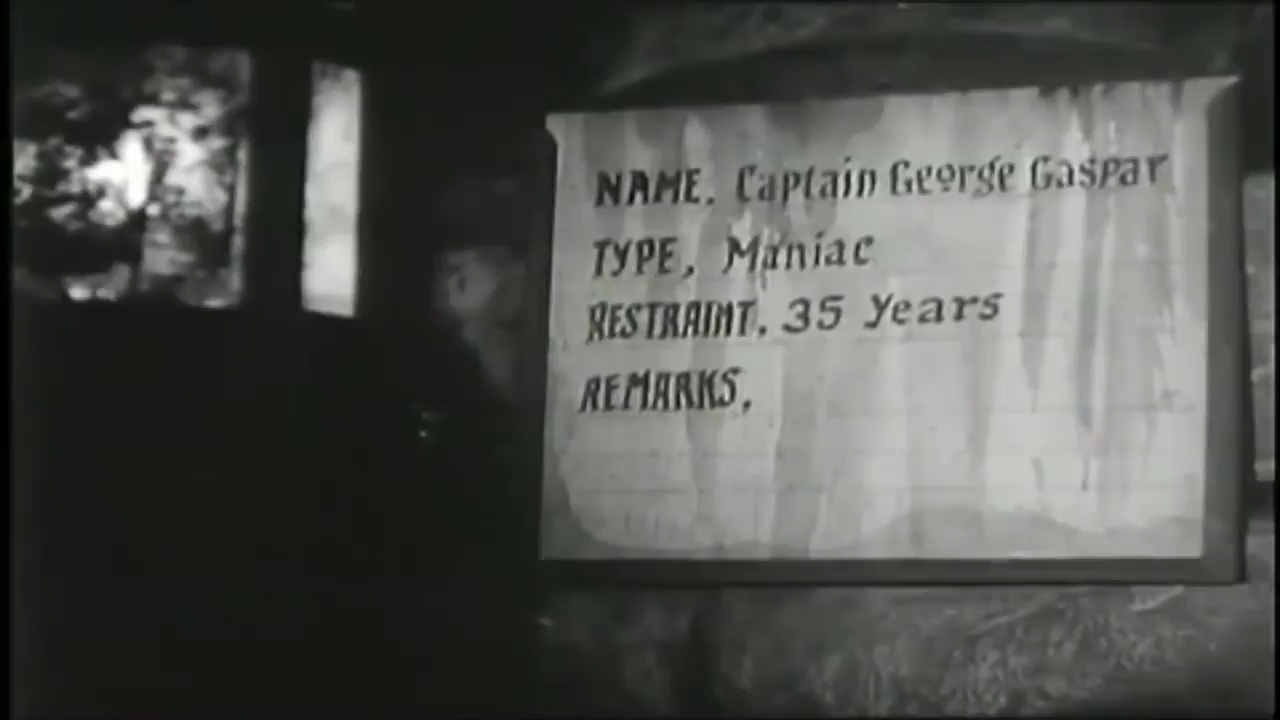 NAME. Captain George Gaspar
TYPE, Maniac
RESTRAINT. 35 Years
REMARKS.